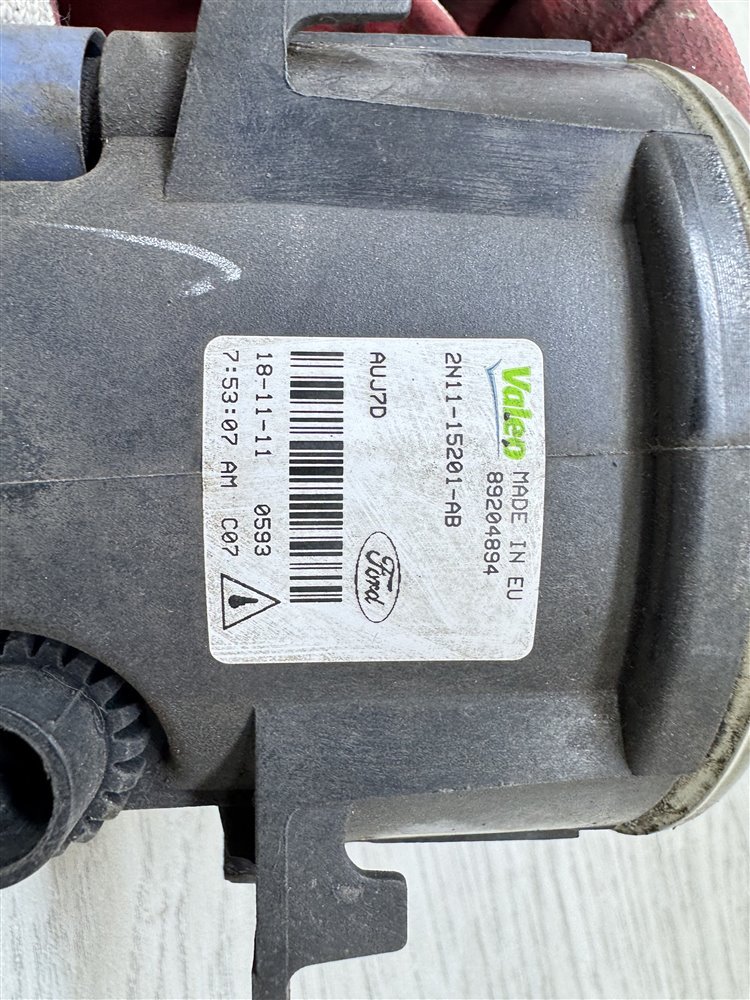 Valeo MADE IN EU
89204894
2N11-15201-AB
AUJ7D
Ford
18-11-11 0593
7:53:07 AM C07